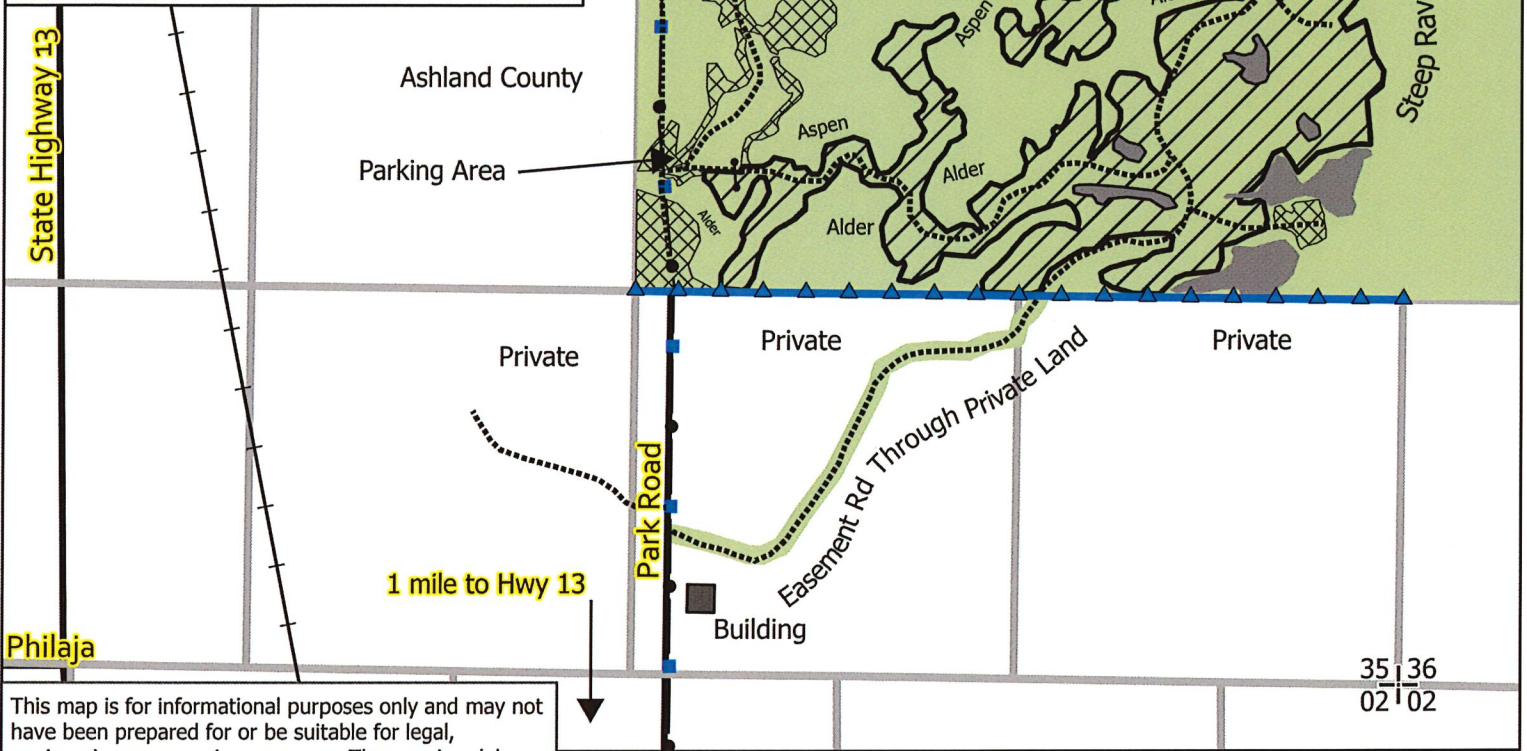 State Highway 13
Ashland County
Parking Area
Aspen
Aspen
Alder
Alder
Alder
Steep Rav
Private
Private
Private
Easement Rd Through Private Land
Park Road
1 mile to Hwy 13
Building
Philaja
35 36
02 02
This map is for informational purposes only and may not
have been prepared for or be suitable for legal,